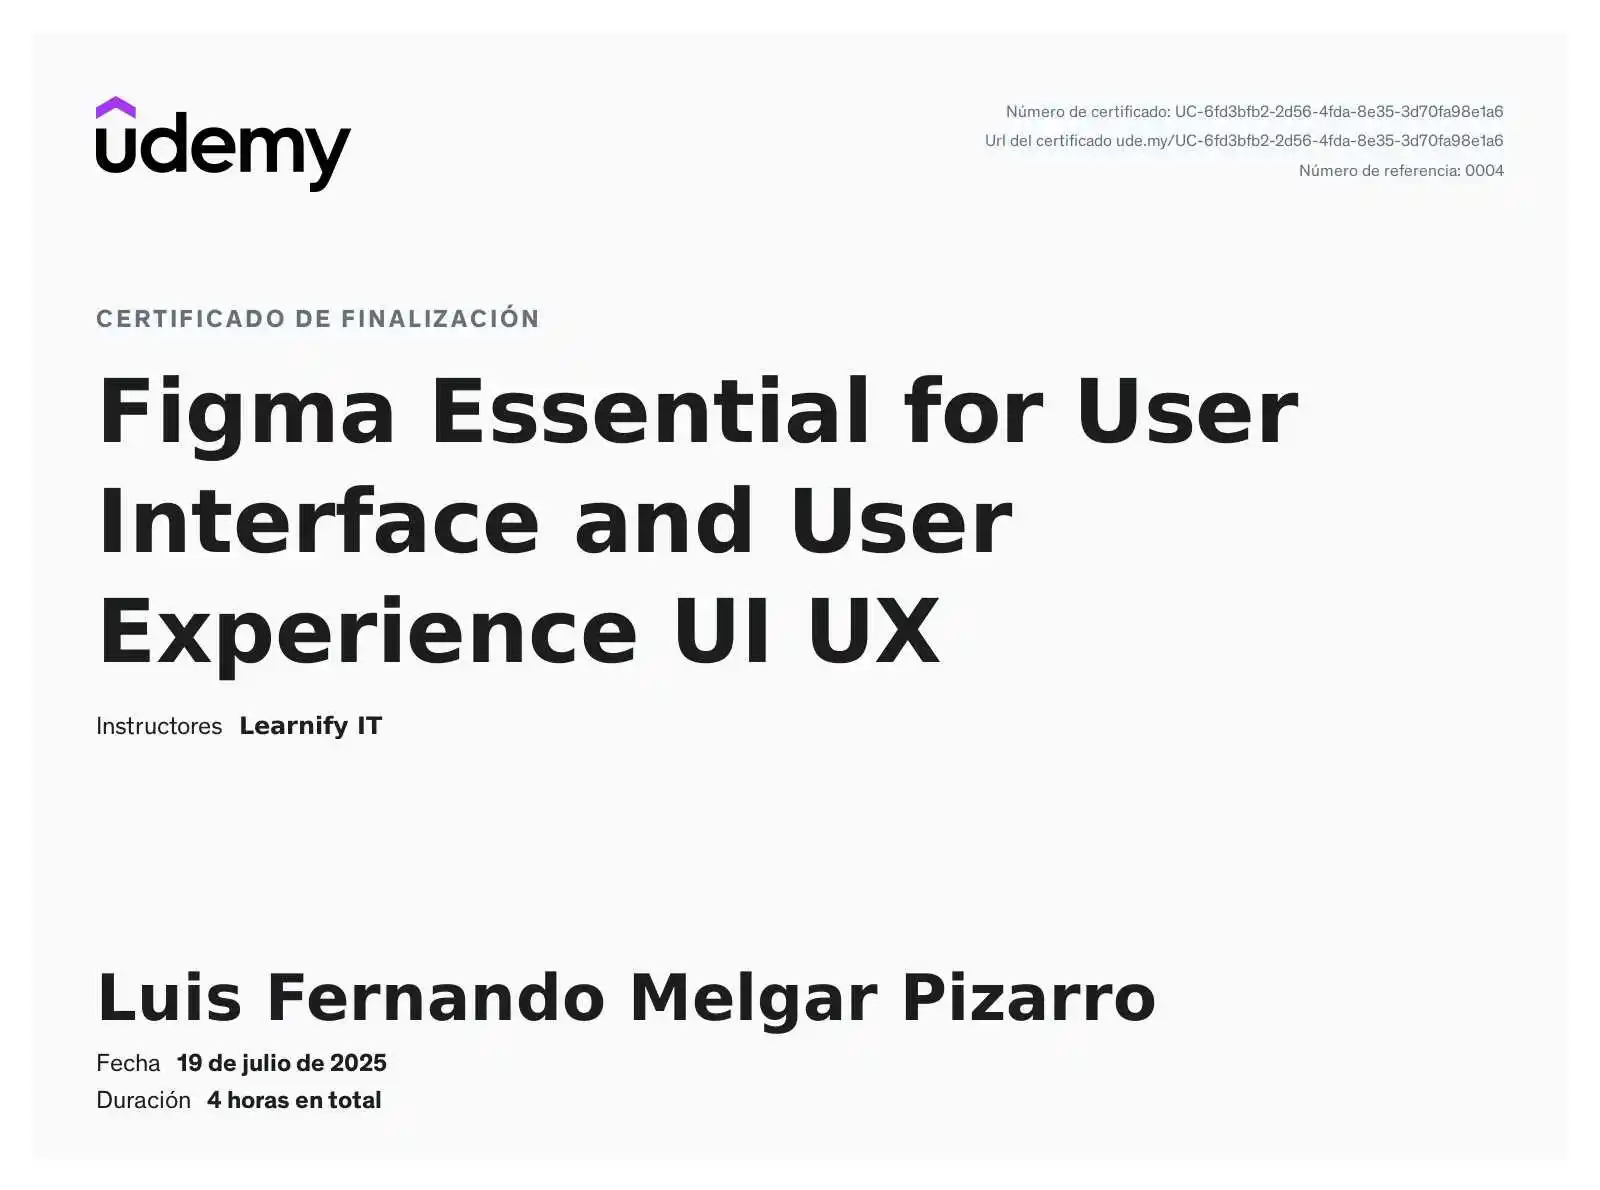 udemy
Número de certificado: UC-6fd3bfb2-2d56-4fda-8e35-3d70fa98e1a6
Url del certificado ude.my/UC-6fd3bfb2-2d56-4fda-8e35-3d70fa98e1a6
Número de referencia: 0004
CERTIFICADO DE FINALIZACIÓN
Figma Essential for User
Interface and User
Experience UI UX
Instructores Learnify IT
Luis Fernando Melgar Pizarro
Fecha 19 de julio de 2025
Duración 4 horas en total